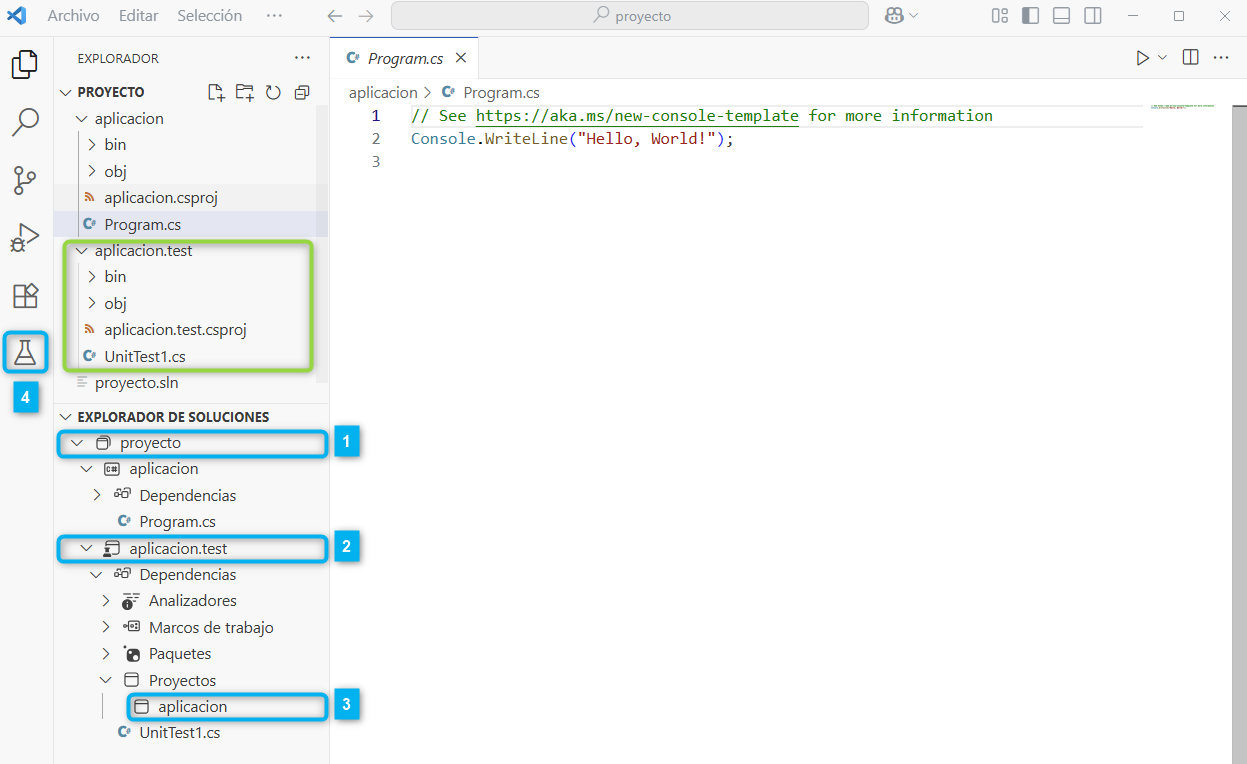 Archivo Editar Selección ··· proyecto
EXPLORADOR ···
PROYECTO
aplicacion
bin
obj
aplicacion.csproj
Program.cs
aplicacion.test
bin
obj
aplicacion.test.csproj
UnitTest1.cs
proyecto.sln
4
EXPLORADOR DE SOLUCIONES
proyecto
1
aplicacion
Dependencias
Program.cs
aplicacion.test
2
Dependencias
Analizadores
Marcos de trabajo
Paquetes
Proyectos
aplicacion
3
UnitTest1.cs
Program.cs
aplicacion > Program.cs
1 // See https://aka.ms/new-console-template for more information
2 Console.WriteLine("Hello, World!");
3